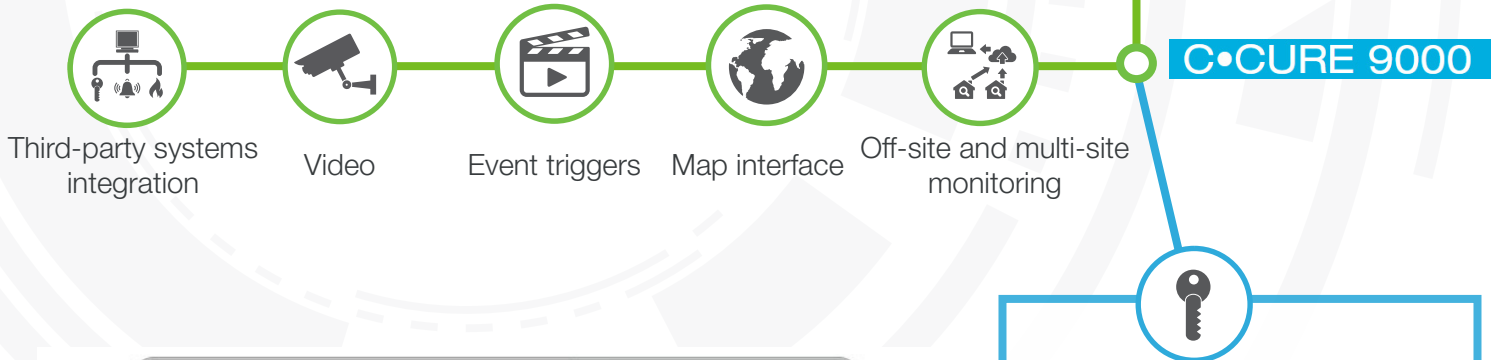 C•CURE 9000
Third-party systems
integration
Video
Event triggers
Map interface
Off-site and multi-site
monitoring